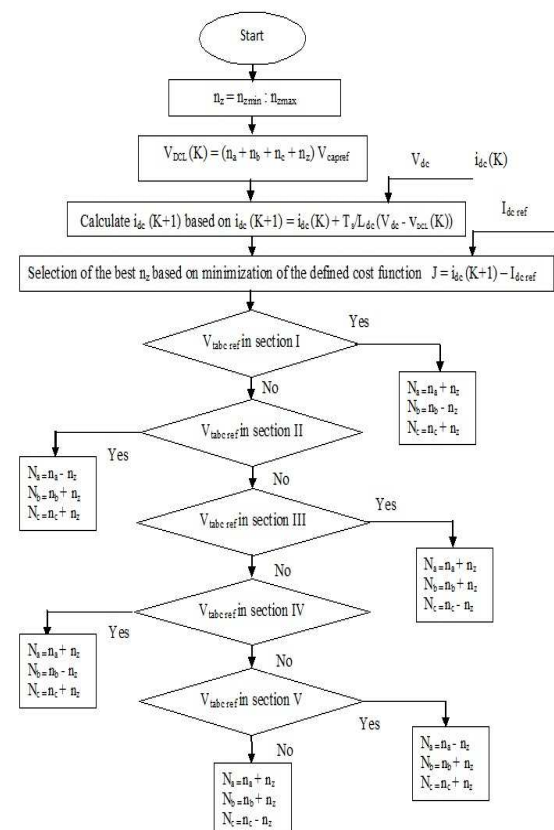 Start
n_z = n_zmin : n_zmax
V_DCL(K) = (n_a + n_b + n_c + n_z) V_capref
V_dc
i_dc(K)
Calculate i_dc (K+1) based on i_dc (K+1) = i_dc(K) + T_s/L_dc(V_dc - v_DCL(K))
I_dc ref
Selection of the best n_z based on minimization of the defined cost function J = i_dc(K+1) – I_dc ref
V_tabc ref in section I
Yes
N_a=n_a + n_z
N_b=n_b - n_z
N_c=n_c + n_z
No
V_tabc ref in section II
Yes
N_a=n_a - n_z
N_b=n_b + n_z
N_c=n_c + n_z
No
V_tabc ref in section III
Yes
N_a=n_a + n_z
N_b=n_b + n_z
N_c=n_c - n_z
No
V_tabc ref in section IV
Yes
N_a=n_a + n_z
N_b=n_b - n_z
N_c=n_c + n_z
No
V_tabc ref in section V
Yes
N_a=n_a - n_z
N_b=n_b + n_z
N_c=n_c + n_z
No
N_a=n_a + n_z
N_b=n_b + n_z
N_c=n_c - n_z